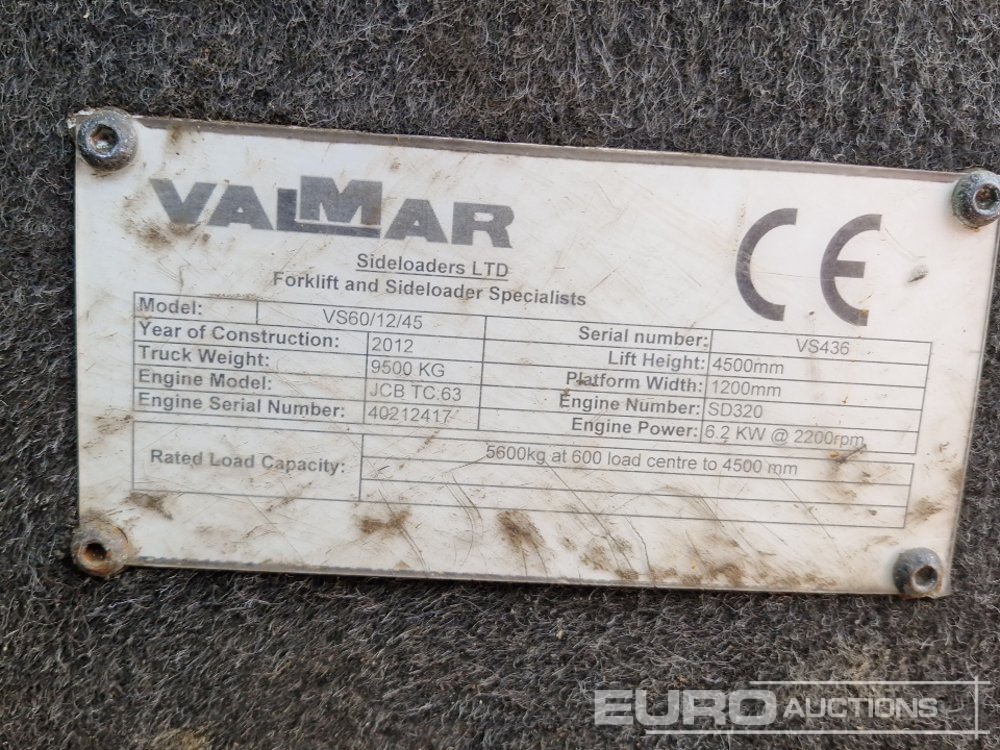 VALMAR
Sideloaders LTD
Forklift and Sideloader Specialists
CE
Model: VS60/12/45 Serial number: VS436
Year of Construction: 2012 Lift Height: 4500mm
Truck Weight: 9500 KG Platform Width: 1200mm
Engine Model: JCB TC.63 Engine Number: SD320
Engine Serial Number: 40212417 Engine Power: 6.2 KW @ 2200rpm
Rated Load Capacity: 5600kg at 600 load centre to 4500 mm
EURO AUCTIONS